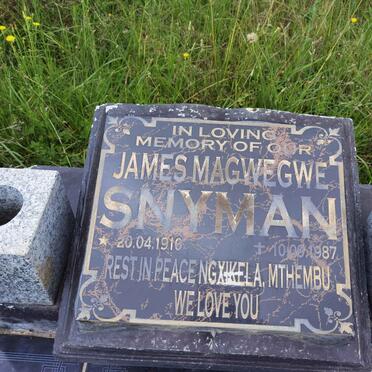 IN LOVING
MEMORY OF OUR
JAMES MAGWEGWE
SNYMAN
20.04.1916 10.09.1987
REST IN PEACE NGXIKELA, MTHEMBU
WE LOVE YOU